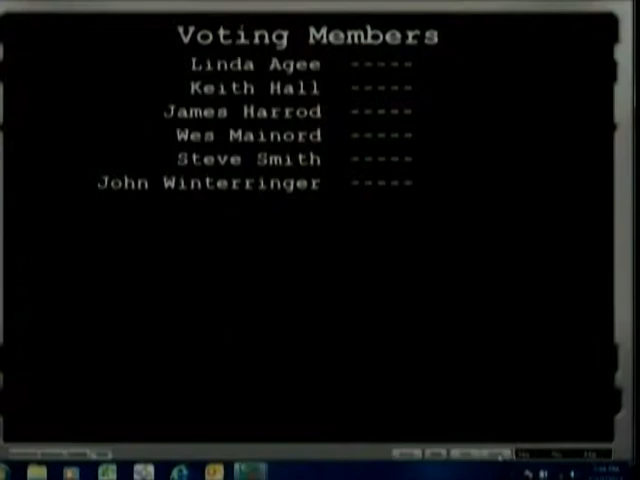 Voting Members
Linda Agee -----
Keith Hall -----
James Harrod -----
Wes Mainord -----
Steve Smith -----
John Winterringer -----